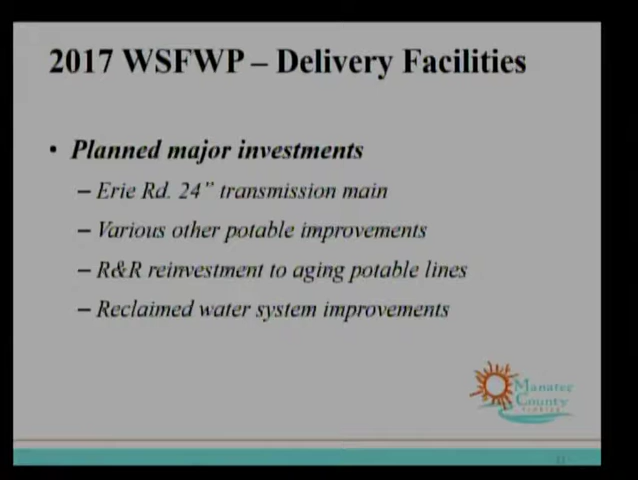 2017 WSFWP – Delivery Facilities
• Planned major investments
– Erie Rd. 24” transmission main
– Various other potable improvements
– R&R reinvestment to aging potable lines
– Reclaimed water system improvements
Manatee
County
FLORIDA